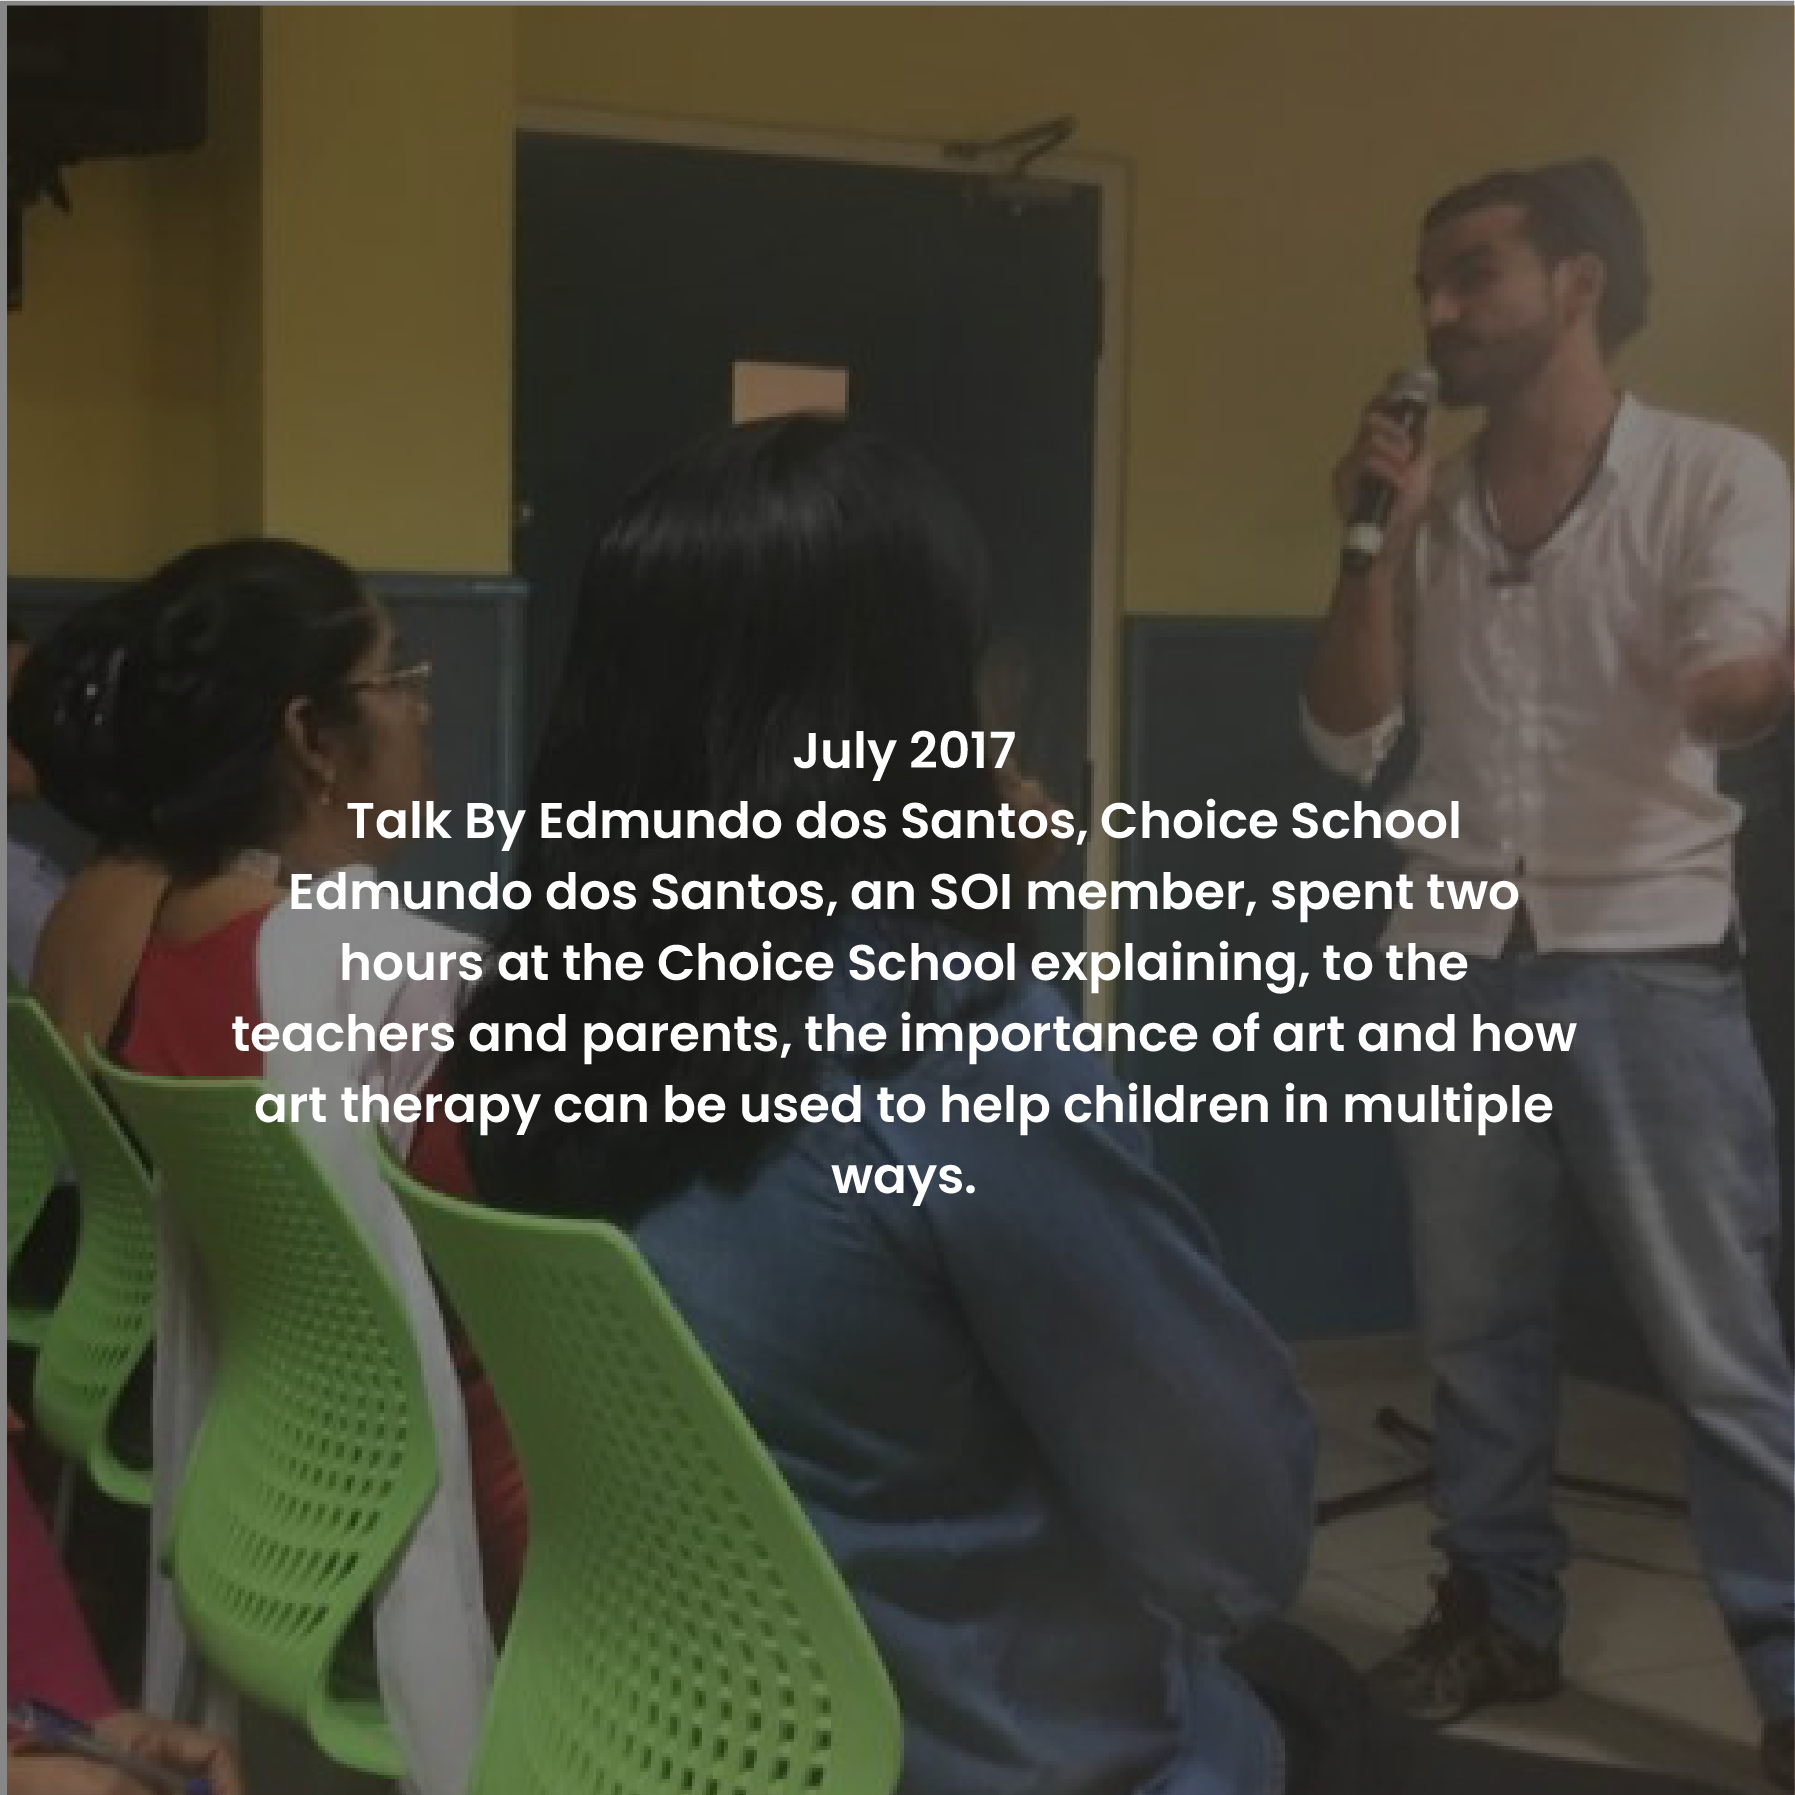 July 2017
Talk By Edmundo dos Santos, Choice School
Edmundo dos Santos, an SOI member, spent two
hours at the Choice School explaining, to the
teachers and parents, the importance of art and how
art therapy can be used to help children in multiple
ways.